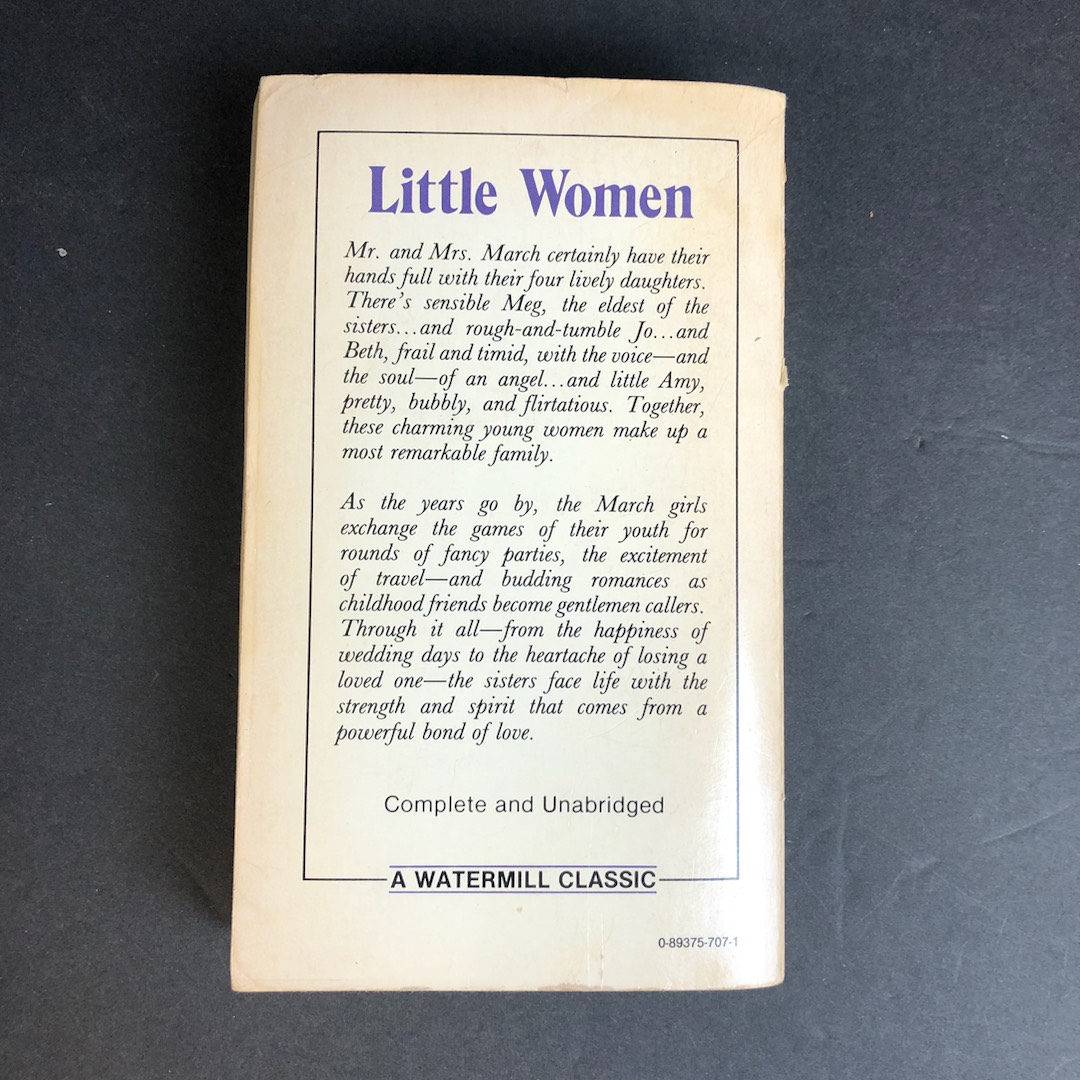 Little Women
Mr. and Mrs. March certainly have their
hands full with their four lively daughters.
There's sensible Meg, the eldest of the
sisters...and rough-and-tumble Jo...and
Beth, frail and timid, with the voice—and
the soul—of an angel...and little Amy,
pretty, bubbly, and flirtatious. Together,
these charming young women make up a
most remarkable family.
As the years go by, the March girls
exchange the games of their youth for
rounds of fancy parties, the excitement
of travel—and budding romances as
childhood friends become gentlemen callers.
Through it all—from the happiness of
wedding days to the heartache of losing a
loved one—the sisters face life with the
strength and spirit that comes from a
powerful bond of love.
Complete and Unabridged
A WATERMILL CLASSIC
0-89375-707-1